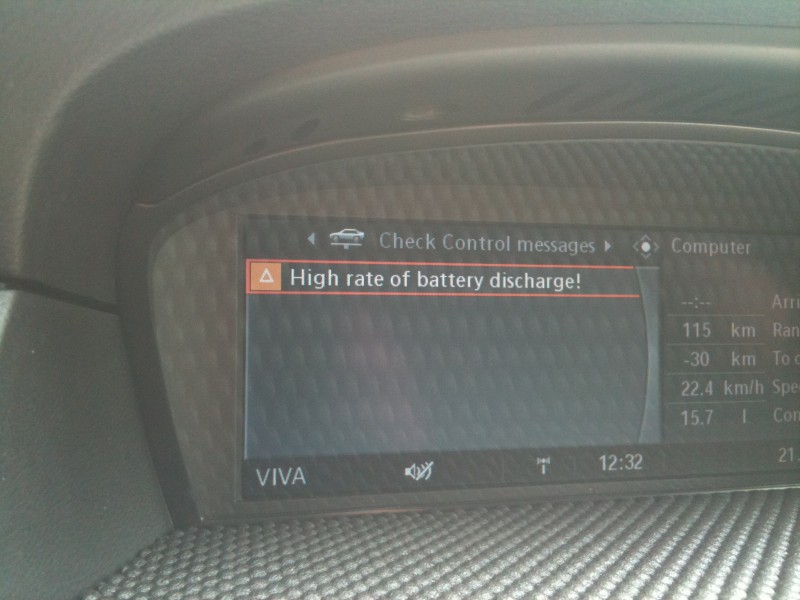 Check Control messages
Computer
High rate of battery discharge!
--:--
115 km
-30 km
22.4 km/h
15.7 l
VIVA
12:32
21.